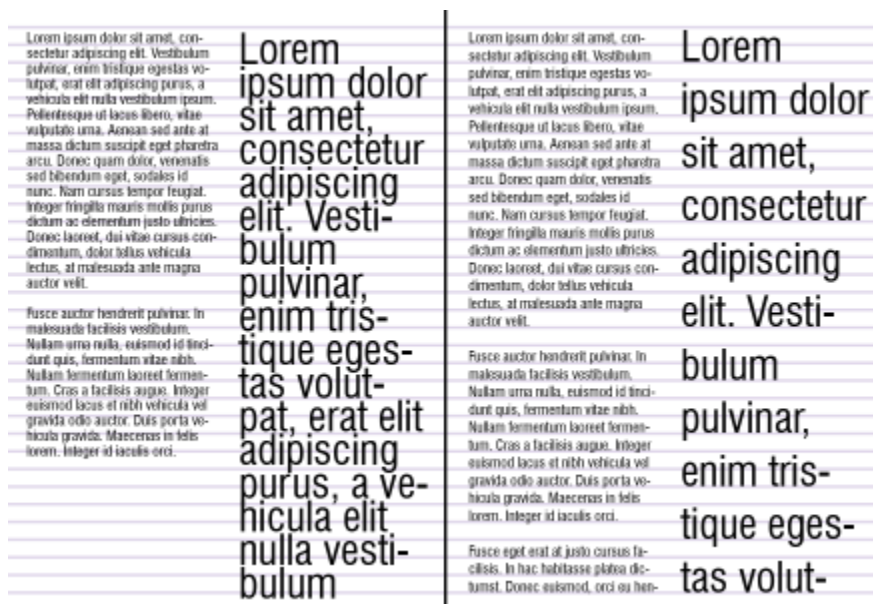 Lorem ipsum dolor sit amet, con-
sectetur adipiscing elit. Vestibulum
pulvinar, enim tristique egestas vo-
lutpat, erat elit adipiscing purus, a
vehicula elit nulla vestibulum ipsum.
Pellentesque ut lacus libero, vitae
vulputate urna. Aenean sed ante at
massa dictum suscipit eget pharetra
arcu. Donec quam dolor, venenatis
sed bibendum eget, sodales id
nunc. Nam cursus tempor feugiat.
Integer fringilla mauris mollis purus
dictum ac elementum justo ultricies.
Donec laoreet, dui vitae cursus con-
dimentum, dolor tellus vehicula
lectus, at malesuada ante magna
auctor velit.
Fusce auctor hendrerit pulvinar. In
malesuada facilisis vestibulum.
Nullam urna nulla, euismod id tinci-
dunt quis, fermentum vitae nibh.
Nullam fermentum laoreet fermen-
tum. Cras a facilisis augue. Integer
euismod lacus et nibh vehicula vel
gravida odio auctor. Duis porta ve-
hicula gravida. Maecenas in felis
lorem. Integer id iaculis orci.
Lorem
ipsum dolor
sit amet,
consectetur
adipiscing
elit. Vesti-
bulum
pulvinar,
enim tris-
tique eges-
tas volut-
pat, erat elit
adipiscing
purus, a ve-
hicula elit
nulla vesti-
bulum
Lorem ipsum dolor sit amet, con-
sectetur adipiscing elit. Vestibulum
pulvinar, enim tristique egestas vo-
lutpat, erat elit adipiscing purus, a
vehicula elit nulla vestibulum ipsum.
Pellentesque ut lacus libero, vitae
vulputate urna. Aenean sed ante at
massa dictum suscipit eget pharetra
arcu. Donec quam dolor, venenatis
sed bibendum eget, sodales id
nunc. Nam cursus tempor feugiat.
Integer fringilla mauris mollis purus
dictum ac elementum justo ultricies.
Donec laoreet, dui vitae cursus con-
dimentum, dolor tellus vehicula
lectus, at malesuada ante magna
auctor velit.
Fusce auctor hendrerit pulvinar. In
malesuada facilisis vestibulum.
Nullam urna nulla, euismod id tinci-
dunt quis, fermentum vitae nibh.
Nullam fermentum laoreet fermen-
tum. Cras a facilisis augue. Integer
euismod lacus et nibh vehicula vel
gravida odio auctor. Duis porta ve-
hicula gravida. Maecenas in felis
lorem. Integer id iaculis orci.
Fusce eget erat at justo cursus fa-
cilisis. In hac habitasse platea dic-
tumst. Donec euismod, orci eu hen-
Lorem
ipsum dolor
sit amet,
consectetur
adipiscing
elit. Vesti-
bulum
pulvinar,
enim tris-
tique eges-
tas volut-